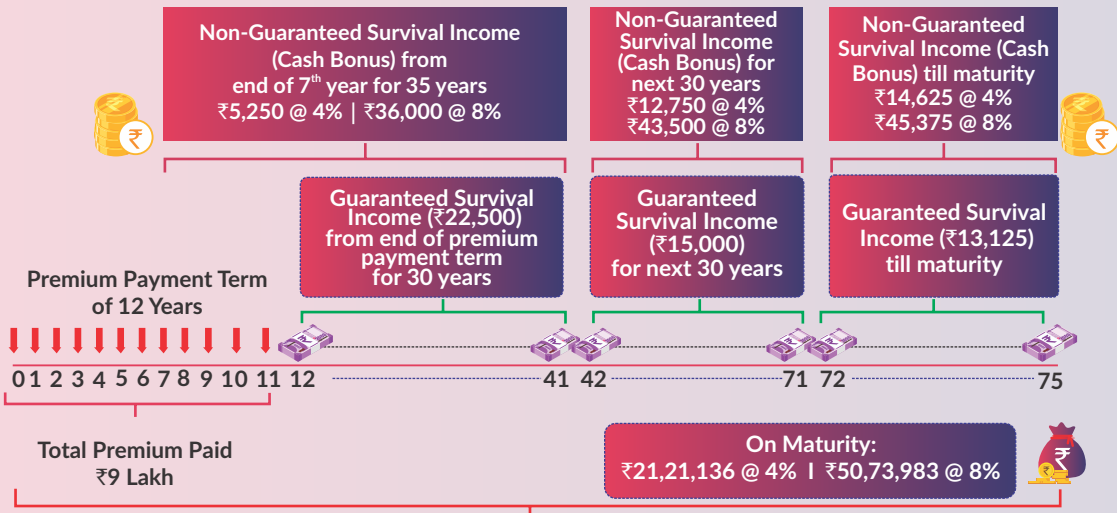 Non-Guaranteed Survival Income
(Cash Bonus) from
end of 7th year for 35 years
₹5,250 @ 4% | ₹36,000 @ 8%
Non-Guaranteed
Survival Income
(Cash Bonus) for
next 30 years
₹12,750 @ 4%
₹43,500 @ 8%
Non-Guaranteed
Survival Income (Cash
Bonus) till maturity
₹14,625 @ 4%
₹45,375 @ 8%
₹
₹
Guaranteed Survival
Income (₹22,500)
from end of premium
payment term
for 30 years
Guaranteed
Survival Income
(₹15,000)
for next 30 years
Guaranteed Survival
Income (₹13,125)
till maturity
Premium Payment Term
of 12 Years
0 1 2 3 4 5 6 7 8 9 10 11 12 41 42 71 72 75
Total Premium Paid
₹9 Lakh
On Maturity:
₹21,21,136 @ 4% I ₹50,73,983 @ 8%
₹